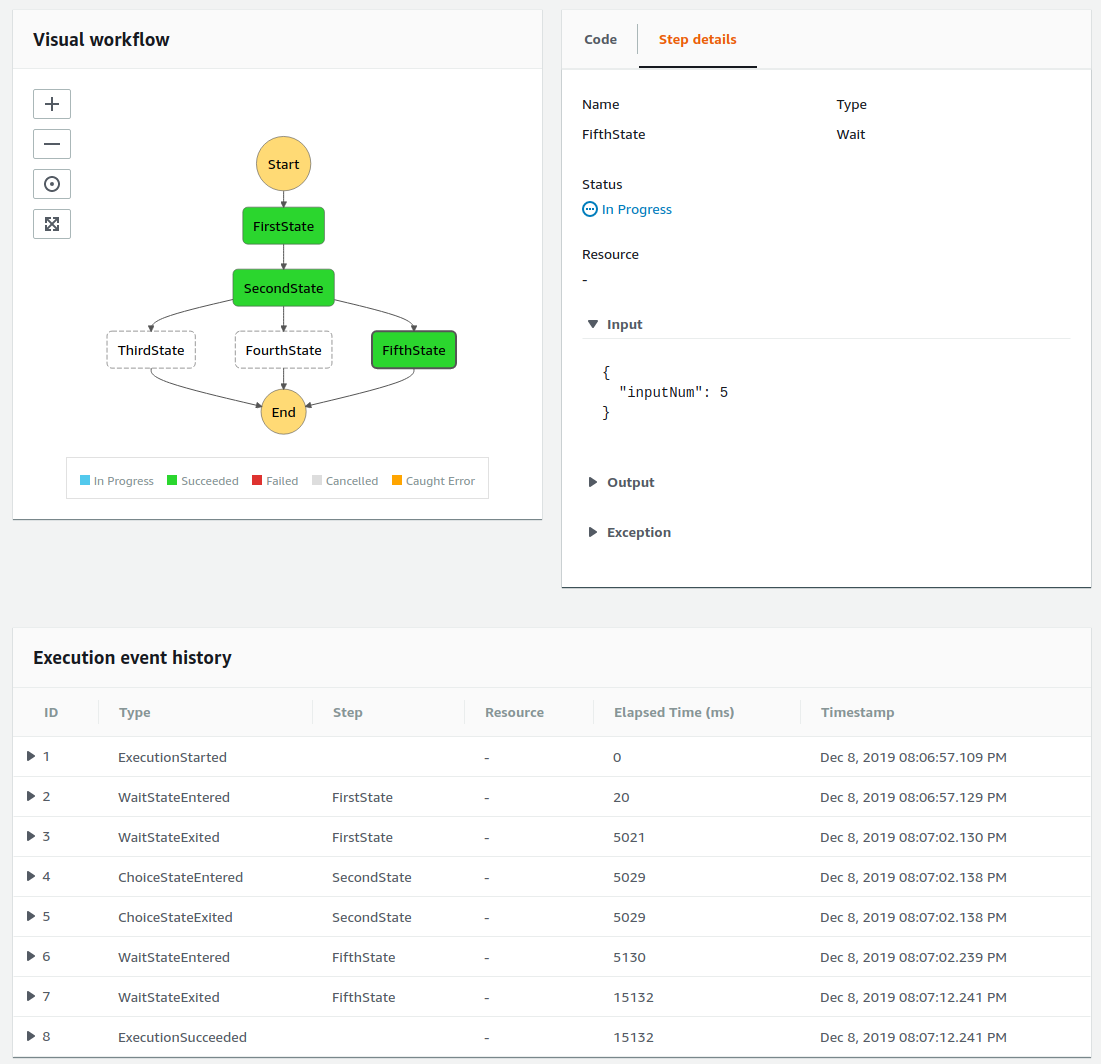 Visual workflow
Start
FirstState
SecondState
ThirdState
FourthState
FifthState
End
In Progress Succeeded Failed Cancelled Caught Error
Code Step details
Name Type
FifthState Wait
Status
In Progress
Resource
-
Input
{
"inputNum": 5
}
Output
Exception
Execution event history
ID Type Step Resource Elapsed Time (ms) Timestamp
1 ExecutionStarted - 0 Dec 8, 2019 08:06:57.109 PM
2 WaitStateEntered FirstState - 20 Dec 8, 2019 08:06:57.129 PM
3 WaitStateExited FirstState - 5021 Dec 8, 2019 08:07:02.130 PM
4 ChoiceStateEntered SecondState - 5029 Dec 8, 2019 08:07:02.138 PM
5 ChoiceStateExited SecondState - 5029 Dec 8, 2019 08:07:02.138 PM
6 WaitStateEntered FifthState - 5130 Dec 8, 2019 08:07:02.239 PM
7 WaitStateExited FifthState - 15132 Dec 8, 2019 08:07:12.241 PM
8 ExecutionSucceeded - 15132 Dec 8, 2019 08:07:12.241 PM